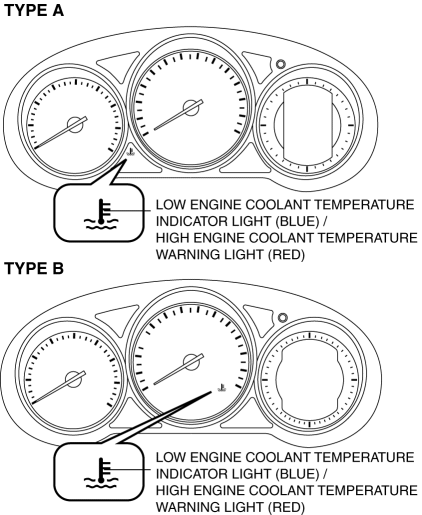 TYPE A
LOW ENGINE COOLANT TEMPERATURE
INDICATOR LIGHT (BLUE) /
HIGH ENGINE COOLANT TEMPERATURE
WARNING LIGHT (RED)
TYPE B
LOW ENGINE COOLANT TEMPERATURE
INDICATOR LIGHT (BLUE) /
HIGH ENGINE COOLANT TEMPERATURE
WARNING LIGHT (RED)